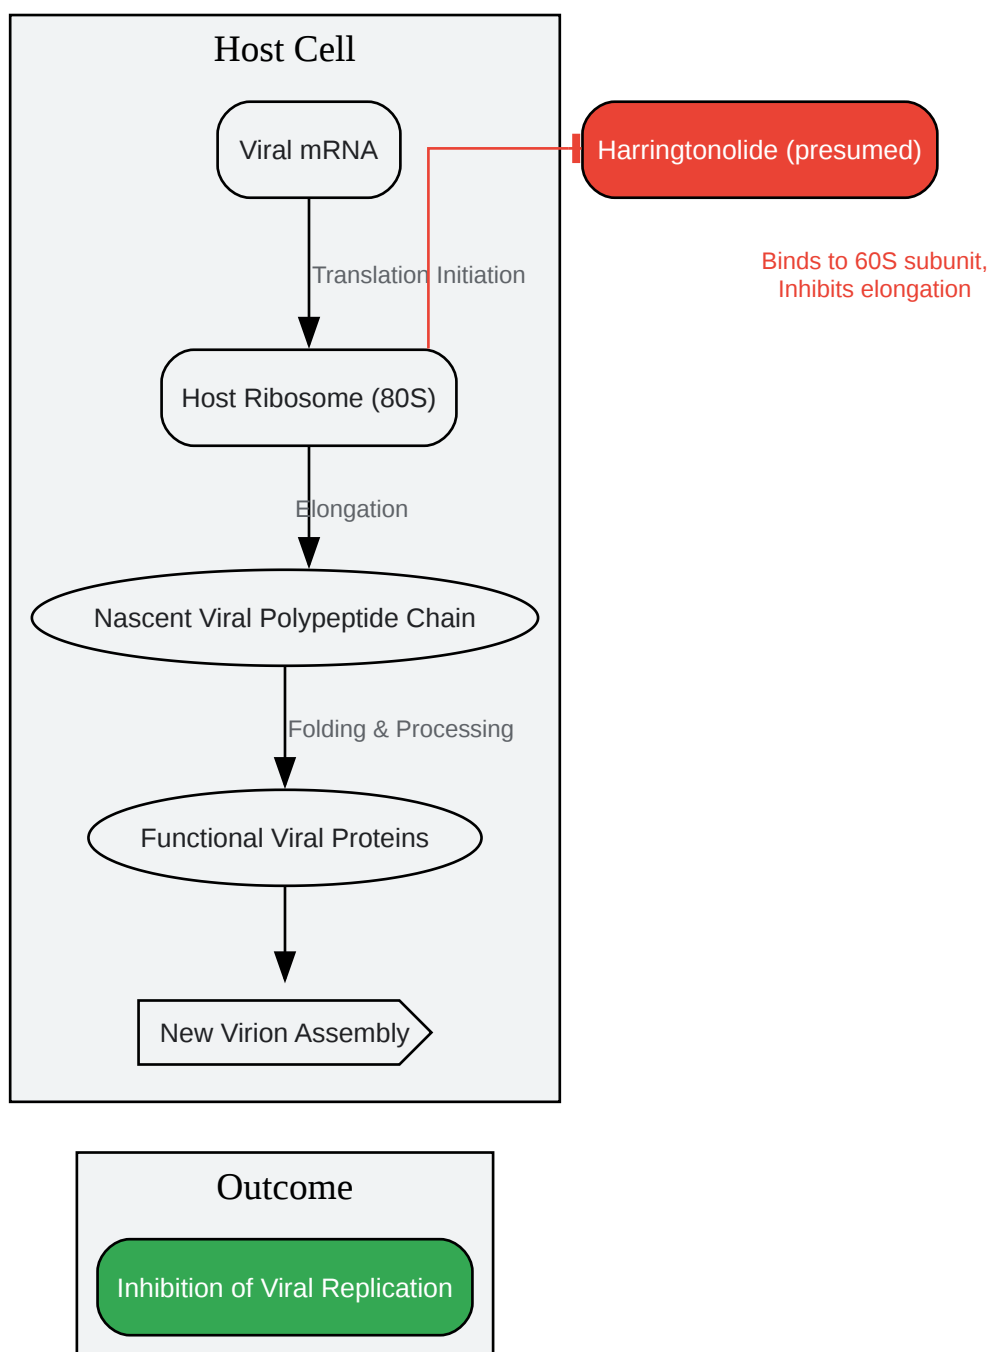 Host Cell
Viral mRNA
Harringtonolide (presumed)
Translation Initiation
Binds to 60S subunit,
Inhibits elongation
Host Ribosome (80S)
Elongation
Nascent Viral Polypeptide Chain
Folding & Processing
Functional Viral Proteins
New Virion Assembly
Outcome
Inhibition of Viral Replication